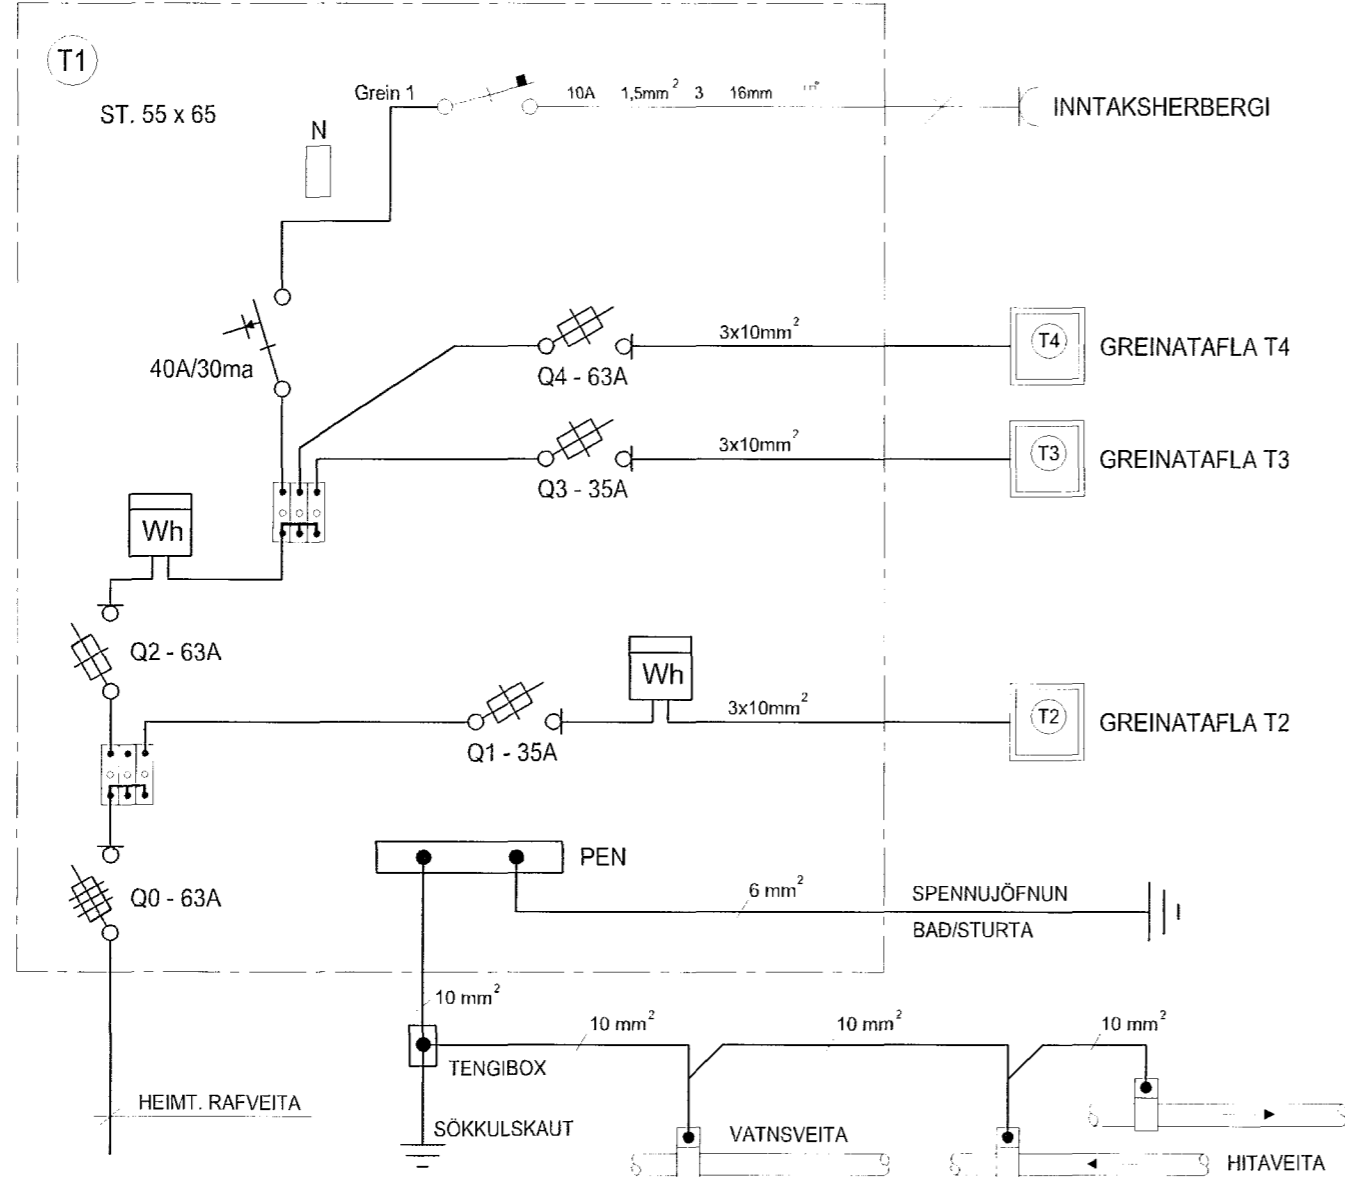 T1
ST. 55 x 65
N
Grein 1
10A 1,5mm² 3 16mm
INNTAKSHERBERGI
40A/30ma
Q4 - 63A
3x10mm²
T4
GREINATAFLA T4
Q3 - 35A
3x10mm²
T3
GREINATAFLA T3
Wh
Q2 - 63A
Wh
Q1 - 35A
3x10mm²
T2
GREINATAFLA T2
Q0 - 63A
PEN
6 mm²
SPENNUJÖFNUN
BAÐ/STURTA
10 mm²
10 mm²
10 mm²
10 mm²
TENGIBOX
HEIMT. RAFVEITA
SÖKKULSKAUT
VATNSVEITA
HITAVEITA